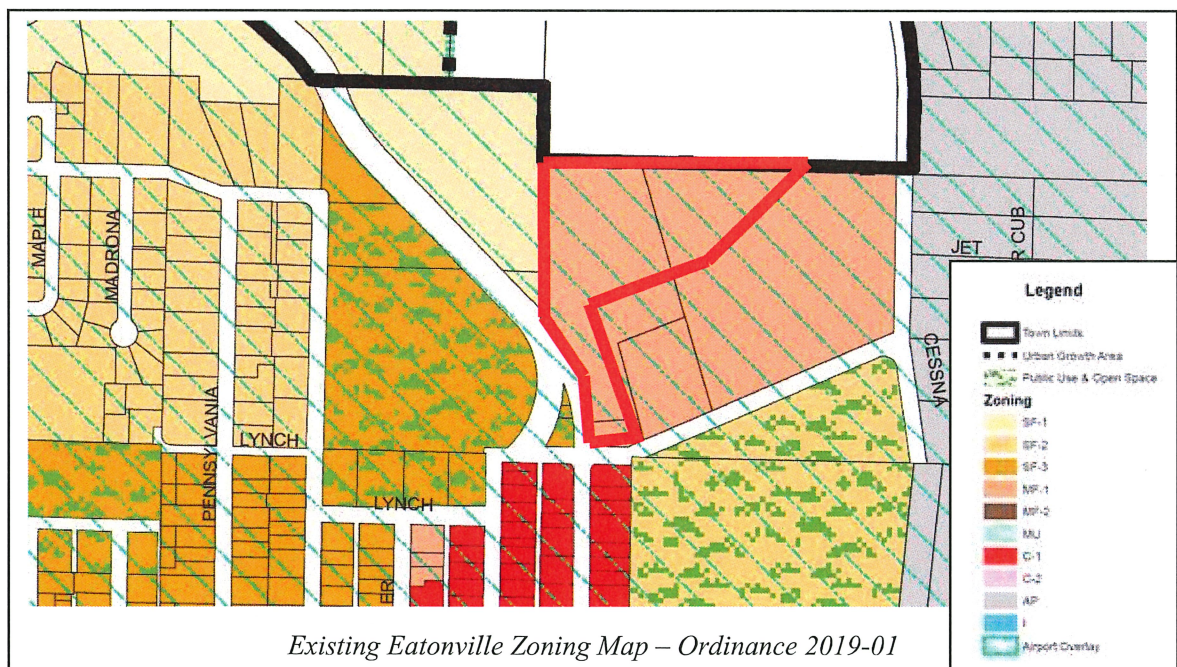 MAPLE
MADRONA
PENNSYLVANIA
LYNCH
LYNCH
ER
JET
R CUB
CESSNA
Legend
Town Limits
Urban Growth Area
Public Use & Open Space
Zoning
SF-1
SF-2
SF-3
MF-1
MF-2
MU
C-1
C-2
AP
I
Airport Overlay
Existing Eatonville Zoning Map – Ordinance 2019-01